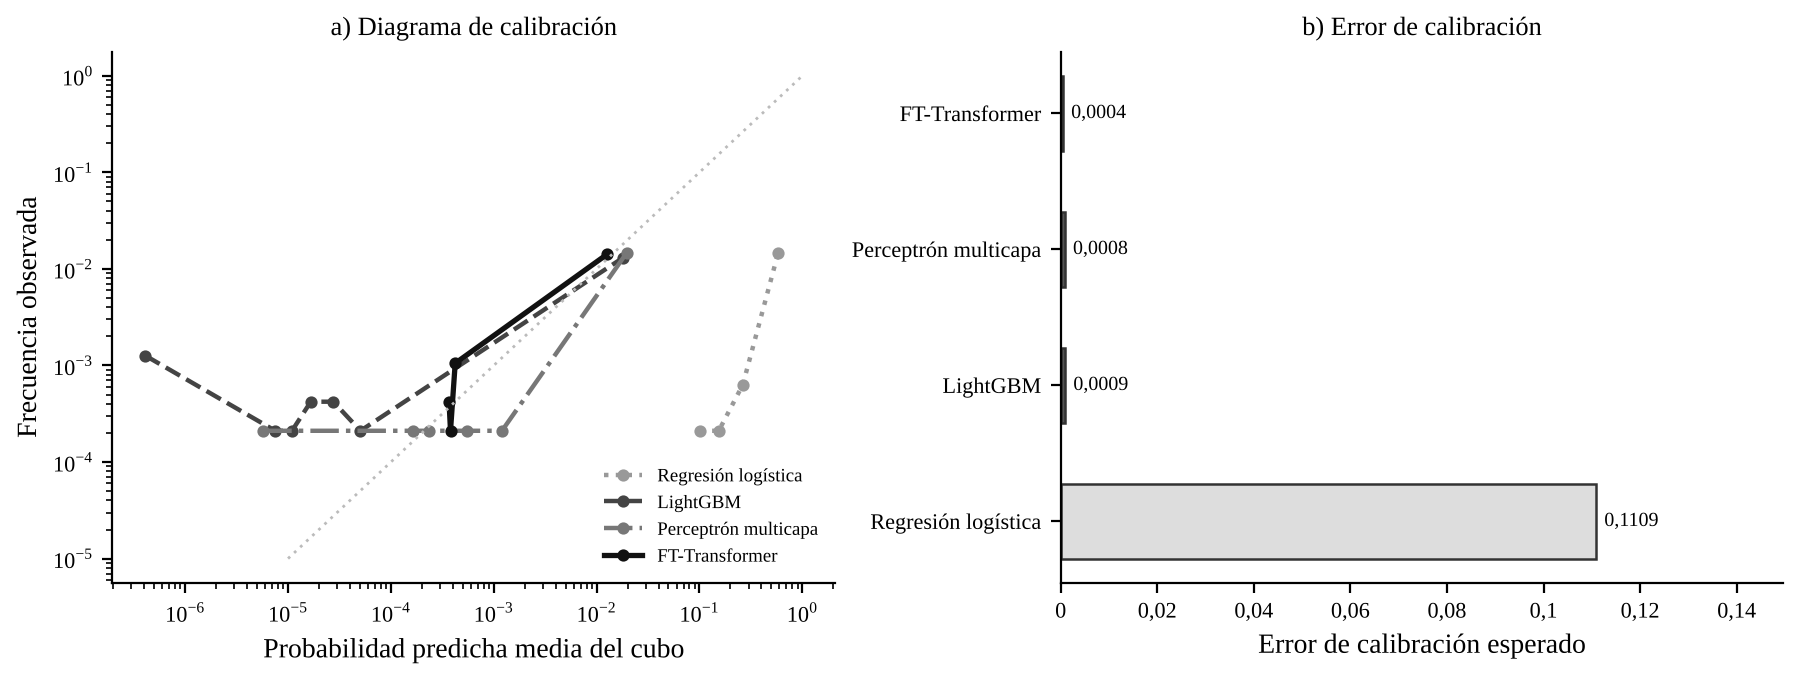 a) Diagrama de calibración
Frecuencia observada
10⁰
10⁻¹
10⁻²
10⁻³
10⁻⁴
10⁻⁵
Regresión logística
LightGBM
Perceptrón multicapa
FT-Transformer
10⁻⁶
10⁻⁵
10⁻⁴
10⁻³
10⁻²
10⁻¹
10⁰
Probabilidad predicha media del cubo
b) Error de calibración
FT-Transformer
0,0004
Perceptrón multicapa
0,0008
LightGBM
0,0009
Regresión logística
0,1109
0
0,02
0,04
0,06
0,08
0,1
0,12
0,14
Error de calibración esperado